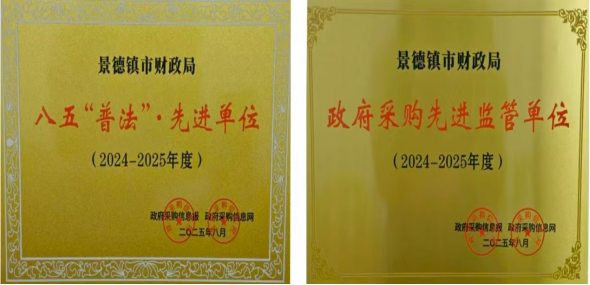 景德镇市财政局
八五“普法”·先进单位
（2024-2025年度）
政府采购信息报 政府采购信息网
二〇二五年八月
景德镇市财政局
政府采购先进监管单位
（2024-2025年度）
政府采购信息报 政府采购信息网
二〇二五年八月